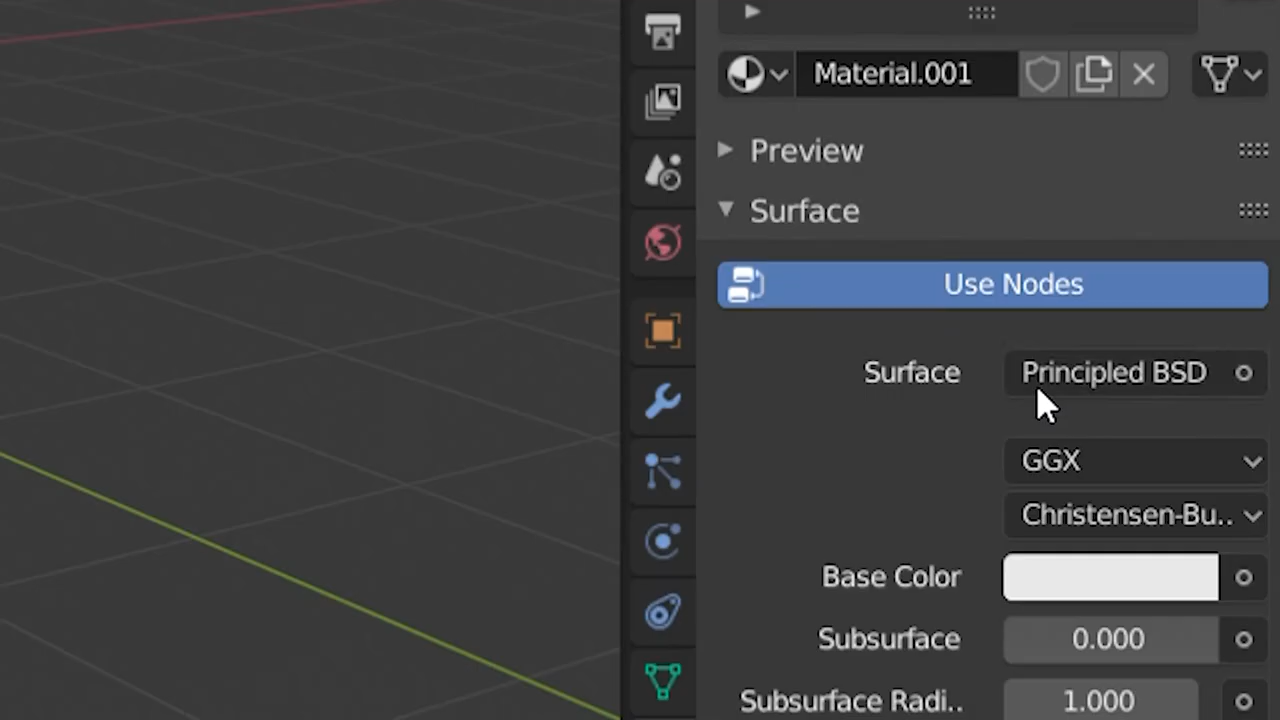 Material.001
Preview
Surface
Use Nodes
Surface Principled BSD
GGX
Christensen-Bu..
Base Color
Subsurface 0.000
Subsurface Radi.. 1.000